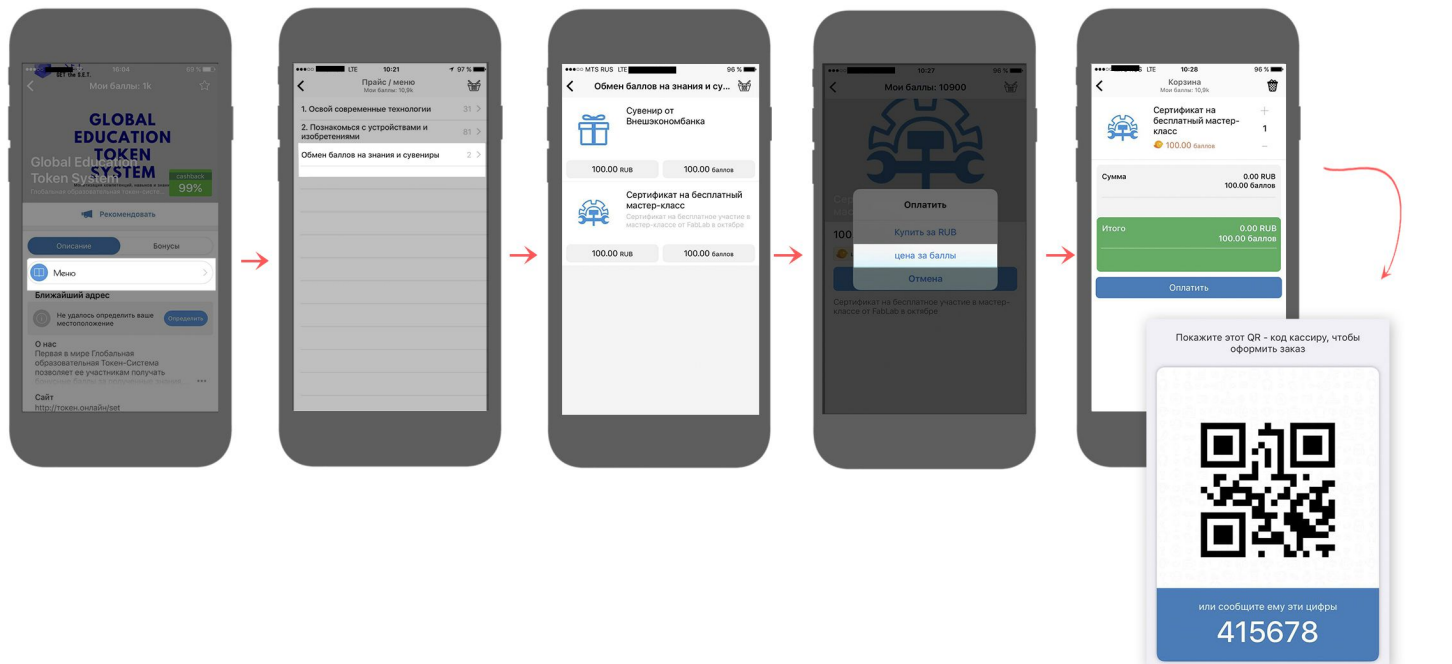 SET the S.E.T.
16:04
89 %
Мои баллы: 1k
GLOBAL
EDUCATION
TOKEN
SYSTEM
Global Education
Token System
cashback
99%
Рекомендовать
Описание
Бонусы
Меню
Ближайший адрес
Не удалось определить ваше
местоположение
Определить
О нас
Первая в мире Глобальная
образовательная Токен-Система
позволяет ее участникам получать
Сайт
http://токен.онлайн/set
LTE 10:21 97 %
Прайс / меню
Мои баллы: 10,9k
1. Освой современные технологии 31
2. Познакомься с устройствами и
изобретениями
81
Обмен баллов на знания и сувениры 2
MTS RUS LTE 96 %
Обмен баллов на знания и су...
Сувенир от
Внешэкономбанка
100.00 RUB
100.00 баллов
Сертификат на бесплатный
мастер-класс
Сертификат на бесплатное участие в
мастер-классе от FabLab в октябре
100.00 RUB
100.00 баллов
10:27
96 %
Мои баллы: 10900
100
Оплатить
Купить за RUB
цена за баллы
Отмена
Сертификат на бесплатное участие в мастер-
классе от FabLab в октябре
LTE 10:28 96 %
Корзина
Мои баллы: 10,9k
Сертификат на
бесплатный мастер-
класс
1
100.00 баллов
Сумма 0.00 RUB
100.00 баллов
Итого 0.00 RUB
100.00 баллов
Оплатить
Покажите этот QR - код кассиру, чтобы
оформить заказ
или сообщите ему эти цифры
415678